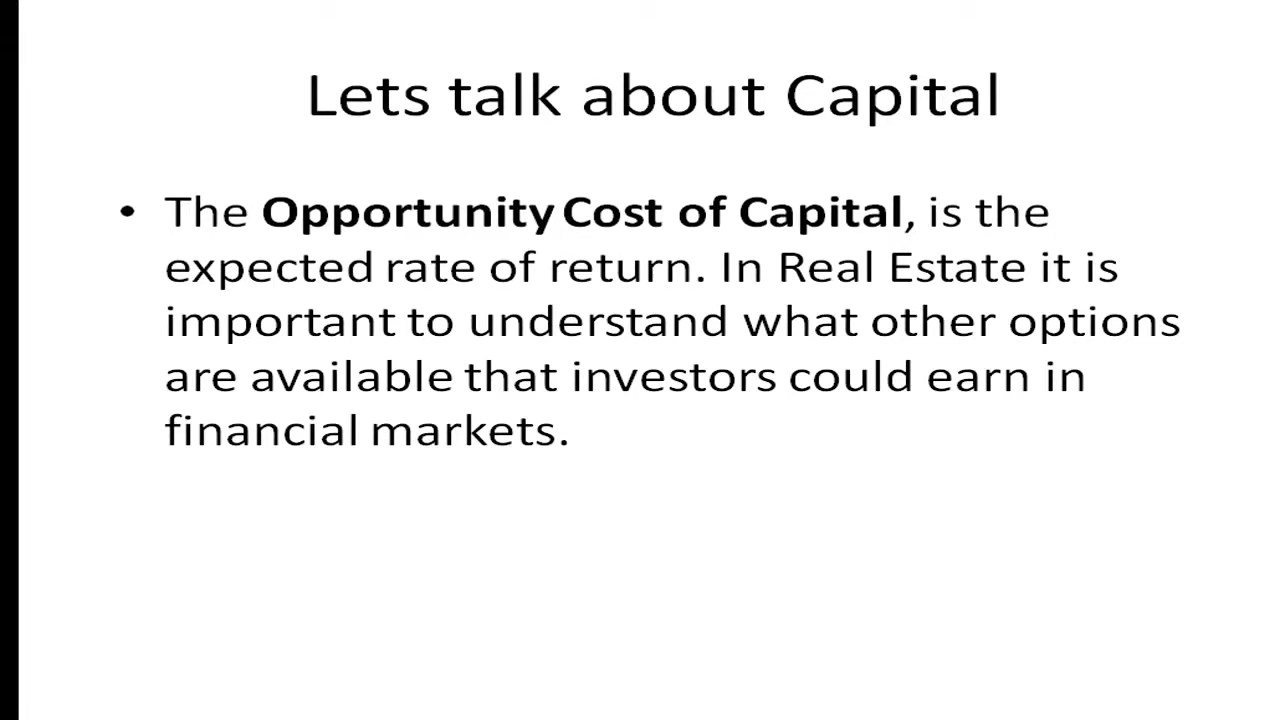 Lets talk about Capital
• The Opportunity Cost of Capital, is the
expected rate of return. In Real Estate it is
important to understand what other options
are available that investors could earn in
financial markets.